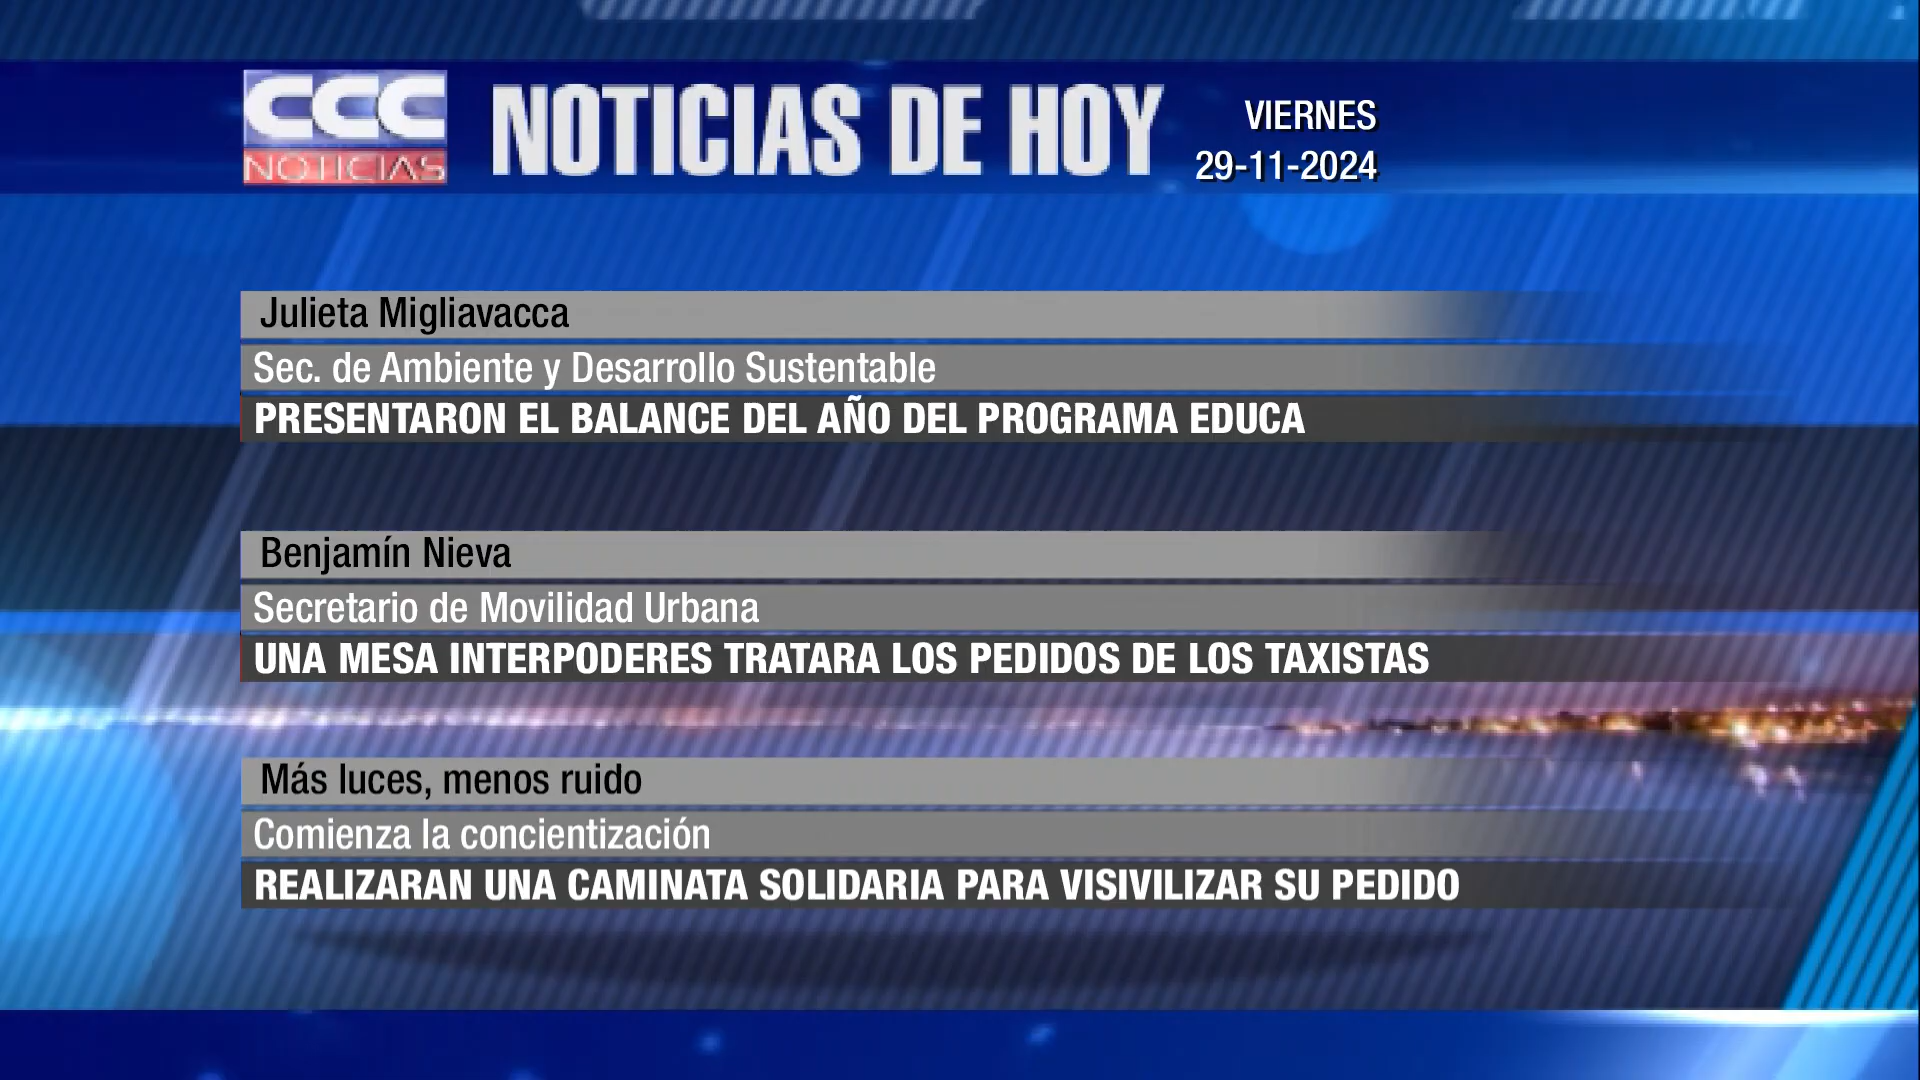 CCC
NOTICIAS
NOTICIAS DE HOY
VIERNES
29-11-2024
Julieta Migliavacca
Sec. de Ambiente y Desarrollo Sustentable
PRESENTARON EL BALANCE DEL AÑO DEL PROGRAMA EDUCA
Benjamín Nieva
Secretario de Movilidad Urbana
UNA MESA INTERPODERES TRATARA LOS PEDIDOS DE LOS TAXISTAS
Más luces, menos ruido
Comienza la concientización
REALIZARAN UNA CAMINATA SOLIDARIA PARA VISIVILIZAR SU PEDIDO